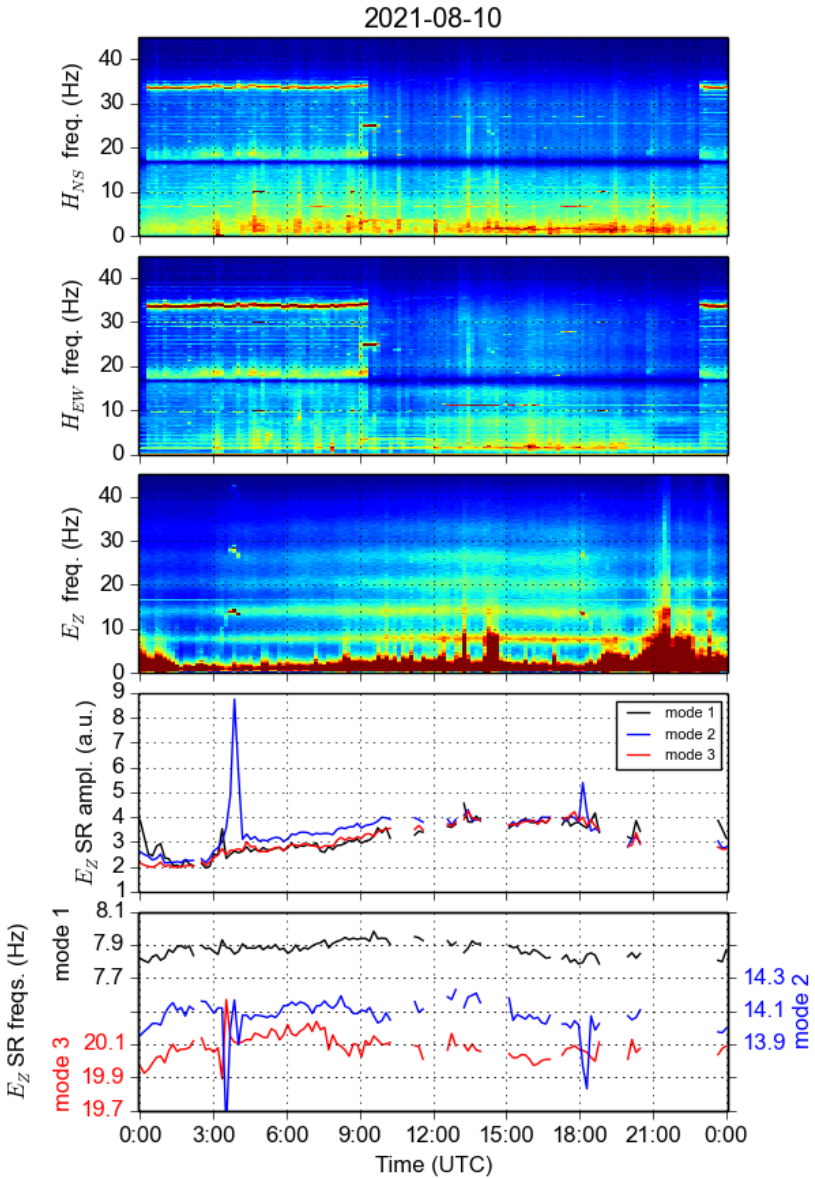 2021-08-10
H_NS freq. (Hz)
40
30
20
10
0
H_EW freq. (Hz)
40
30
20
10
0
E_Z freq. (Hz)
40
30
20
10
0
E_Z SR ampl. (a.u.)
9
8
7
6
5
4
3
2
1
mode 1
mode 2
mode 3
E_Z SR freqs. (Hz)
mode 1
8.1
7.9
7.7
mode 3
20.1
19.9
19.7
14.3
14.1
13.9
mode 2
0:00 3:00 6:00 9:00 12:00 15:00 18:00 21:00 0:00
Time (UTC)